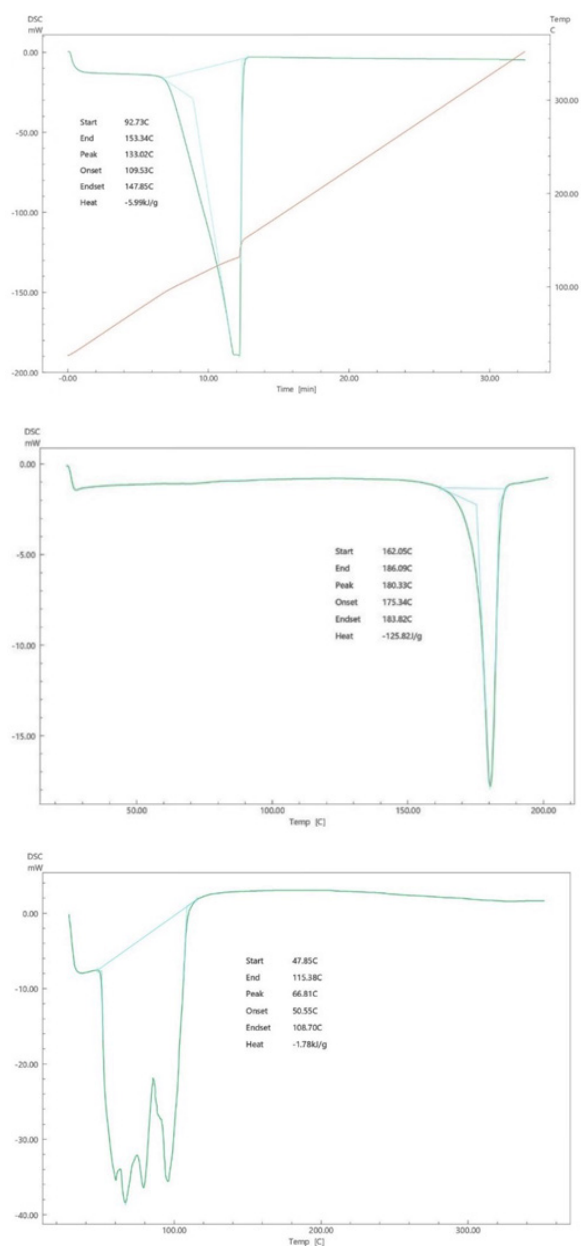 DSC
mW
Temp
C
0.00
300.00
-50.00
200.00
-100.00
100.00
-150.00
-200.00
Start 92.73C
End 153.34C
Peak 133.02C
Onset 109.53C
Endset 147.85C
Heat -5.99kJ/g
-0.00 10.00 20.00 30.00
Time [min]
DSC
mW
0.00
-5.00
-10.00
-15.00
Start 162.05C
End 186.09C
Peak 180.33C
Onset 175.34C
Endset 183.82C
Heat -125.82J/g
50.00 100.00 150.00 200.00
Temp [C]
DSC
mW
0.00
-10.00
-20.00
-30.00
-40.00
Start 47.85C
End 115.38C
Peak 66.81C
Onset 50.55C
Endset 108.70C
Heat -1.78kJ/g
100.00 200.00 300.00
Temp [C]